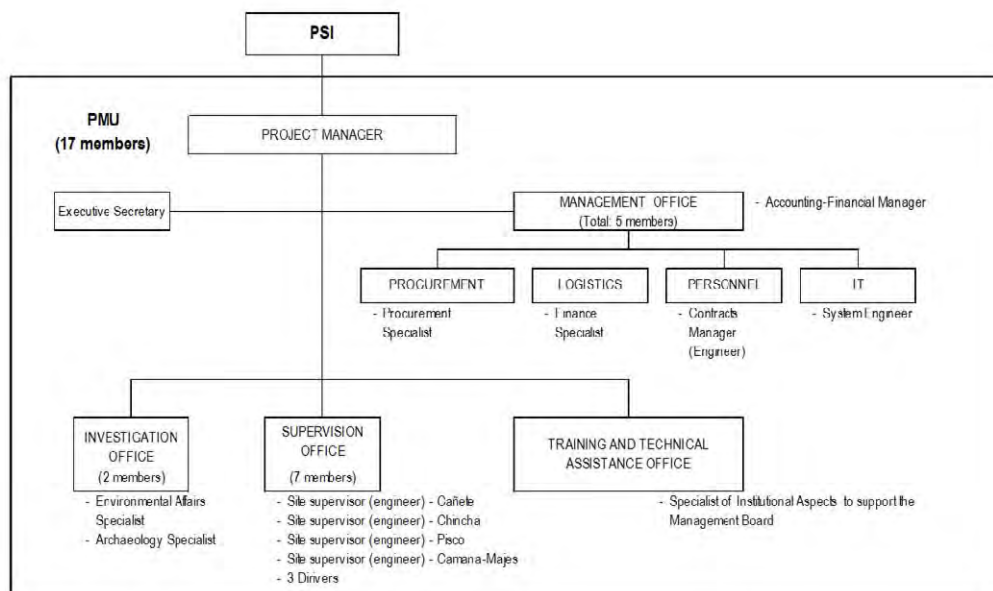 PSI
PMU
(17 members)
PROJECT MANAGER
Executive Secretary
MANAGEMENT OFFICE
(Total: 5 members)
- Accounting-Financial Manager
PROCUREMENT
- Procurement
Specialist
LOGISTICS
- Finance
Specialist
PERSONNEL
- Contracts
Manager
(Engineer)
IT
- System Engineer
INVESTIGATION
OFFICE
(2 members)
- Environmental Affairs
Specialist
- Archaeology Specialist
SUPERVISION
OFFICE
(7 members)
- Site supervisor (engineer) - Cañete
- Site supervisor (engineer) - Chincha
- Site supervisor (engineer) - Pisco
- Site supervisor (engineer) - Camana-Majes
- 3 Dirivers
TRAINING AND TECHNICAL
ASSISTANCE OFFICE
- Specialist of Institutional Aspects to support the
Management Board